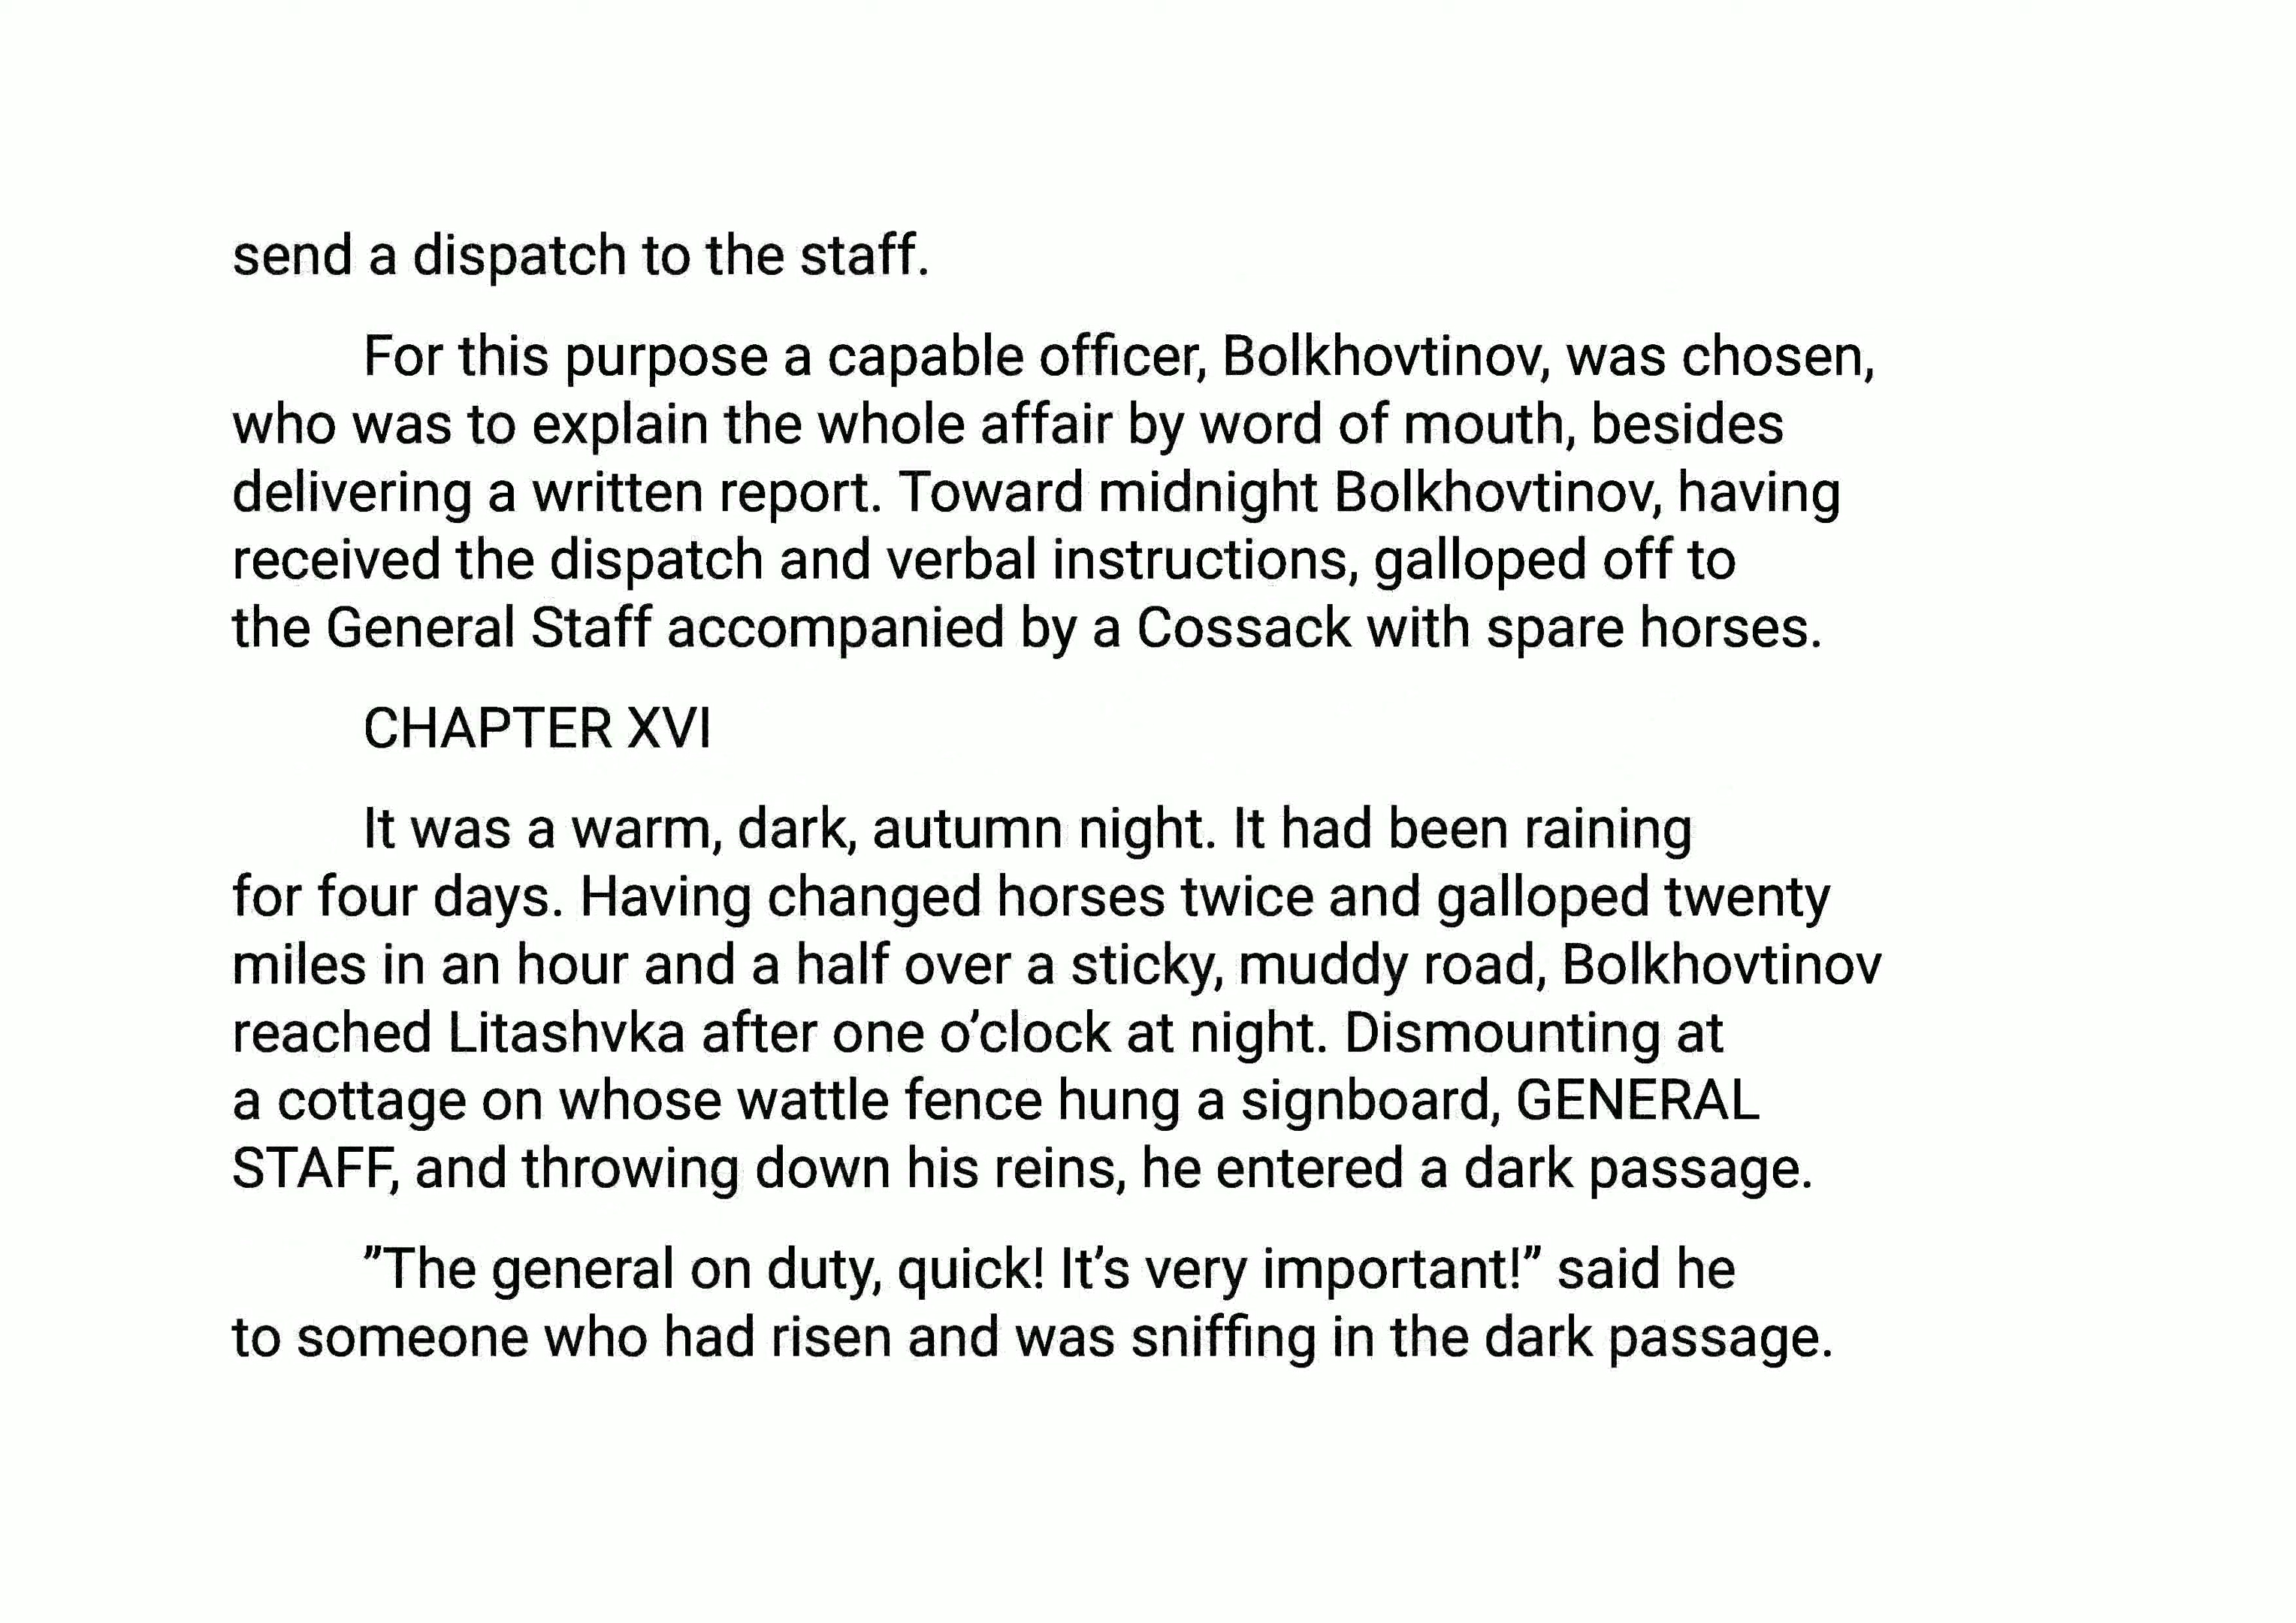 send a dispatch to the staff.
For this purpose a capable officer, Bolkhovtinov, was chosen,
who was to explain the whole affair by word of mouth, besides
delivering a written report. Toward midnight Bolkhovtinov, having
received the dispatch and verbal instructions, galloped off to
the General Staff accompanied by a Cossack with spare horses.
CHAPTER XVI
It was a warm, dark, autumn night. It had been raining
for four days. Having changed horses twice and galloped twenty
miles in an hour and a half over a sticky, muddy road, Bolkhovtinov
reached Litashvka after one o’clock at night. Dismounting at
a cottage on whose wattle fence hung a signboard, GENERAL
STAFF, and throwing down his reins, he entered a dark passage.
”The general on duty, quick! It’s very important!” said he
to someone who had risen and was sniffing in the dark passage.